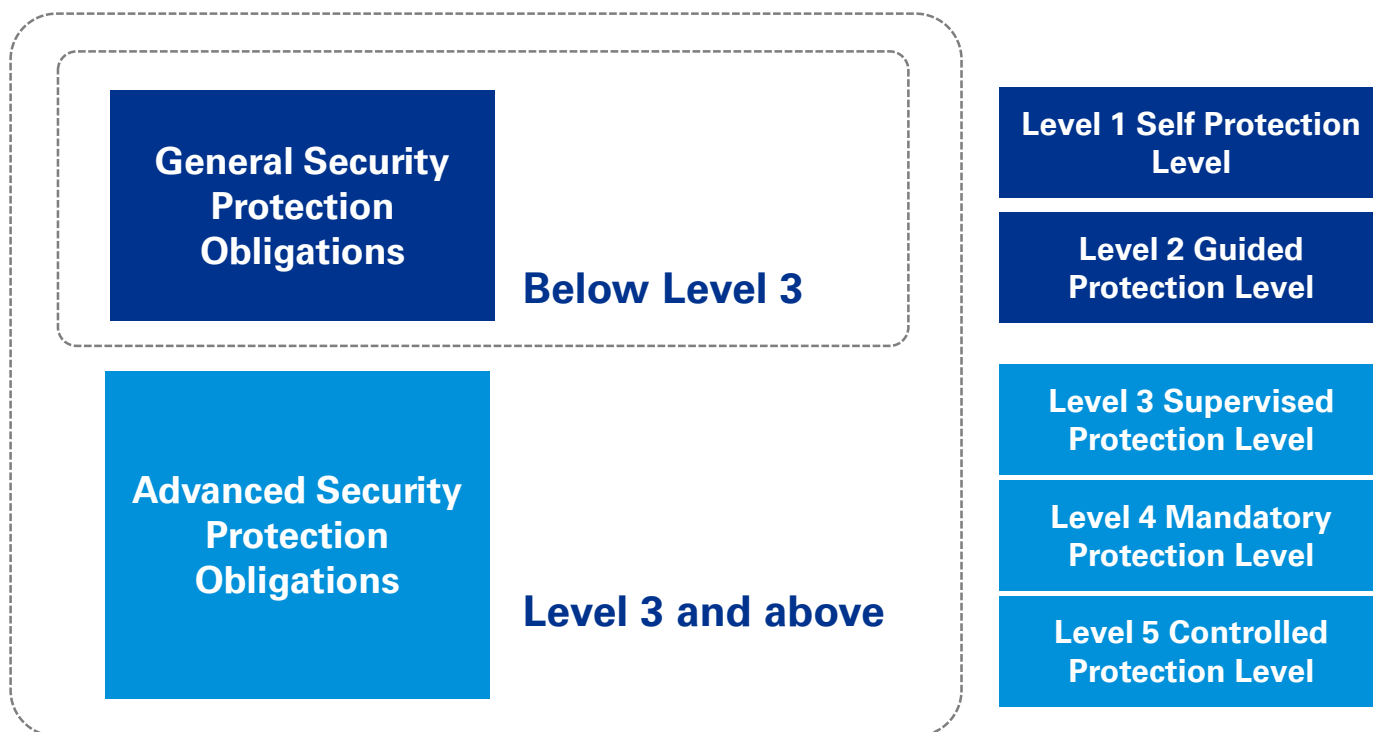 General Security
Protection
Obligations
Below Level 3
Advanced Security
Protection
Obligations
Level 3 and above
Level 1 Self Protection
Level
Level 2 Guided
Protection Level
Level 3 Supervised
Protection Level
Level 4 Mandatory
Protection Level
Level 5 Controlled
Protection Level